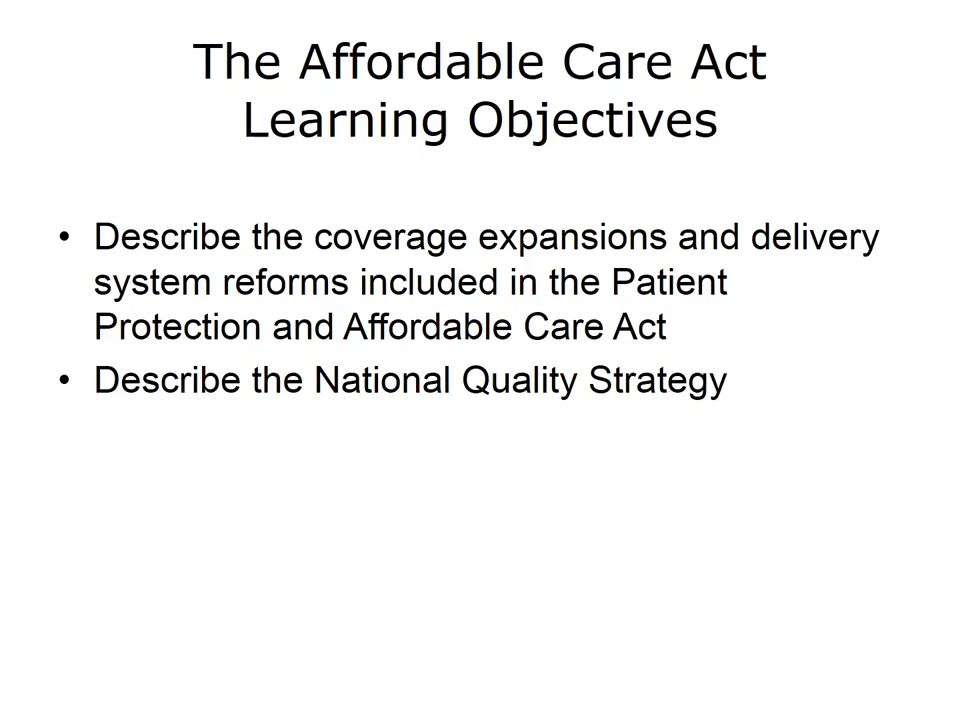 The Affordable Care Act
Learning Objectives
• Describe the coverage expansions and delivery
system reforms included in the Patient
Protection and Affordable Care Act
• Describe the National Quality Strategy